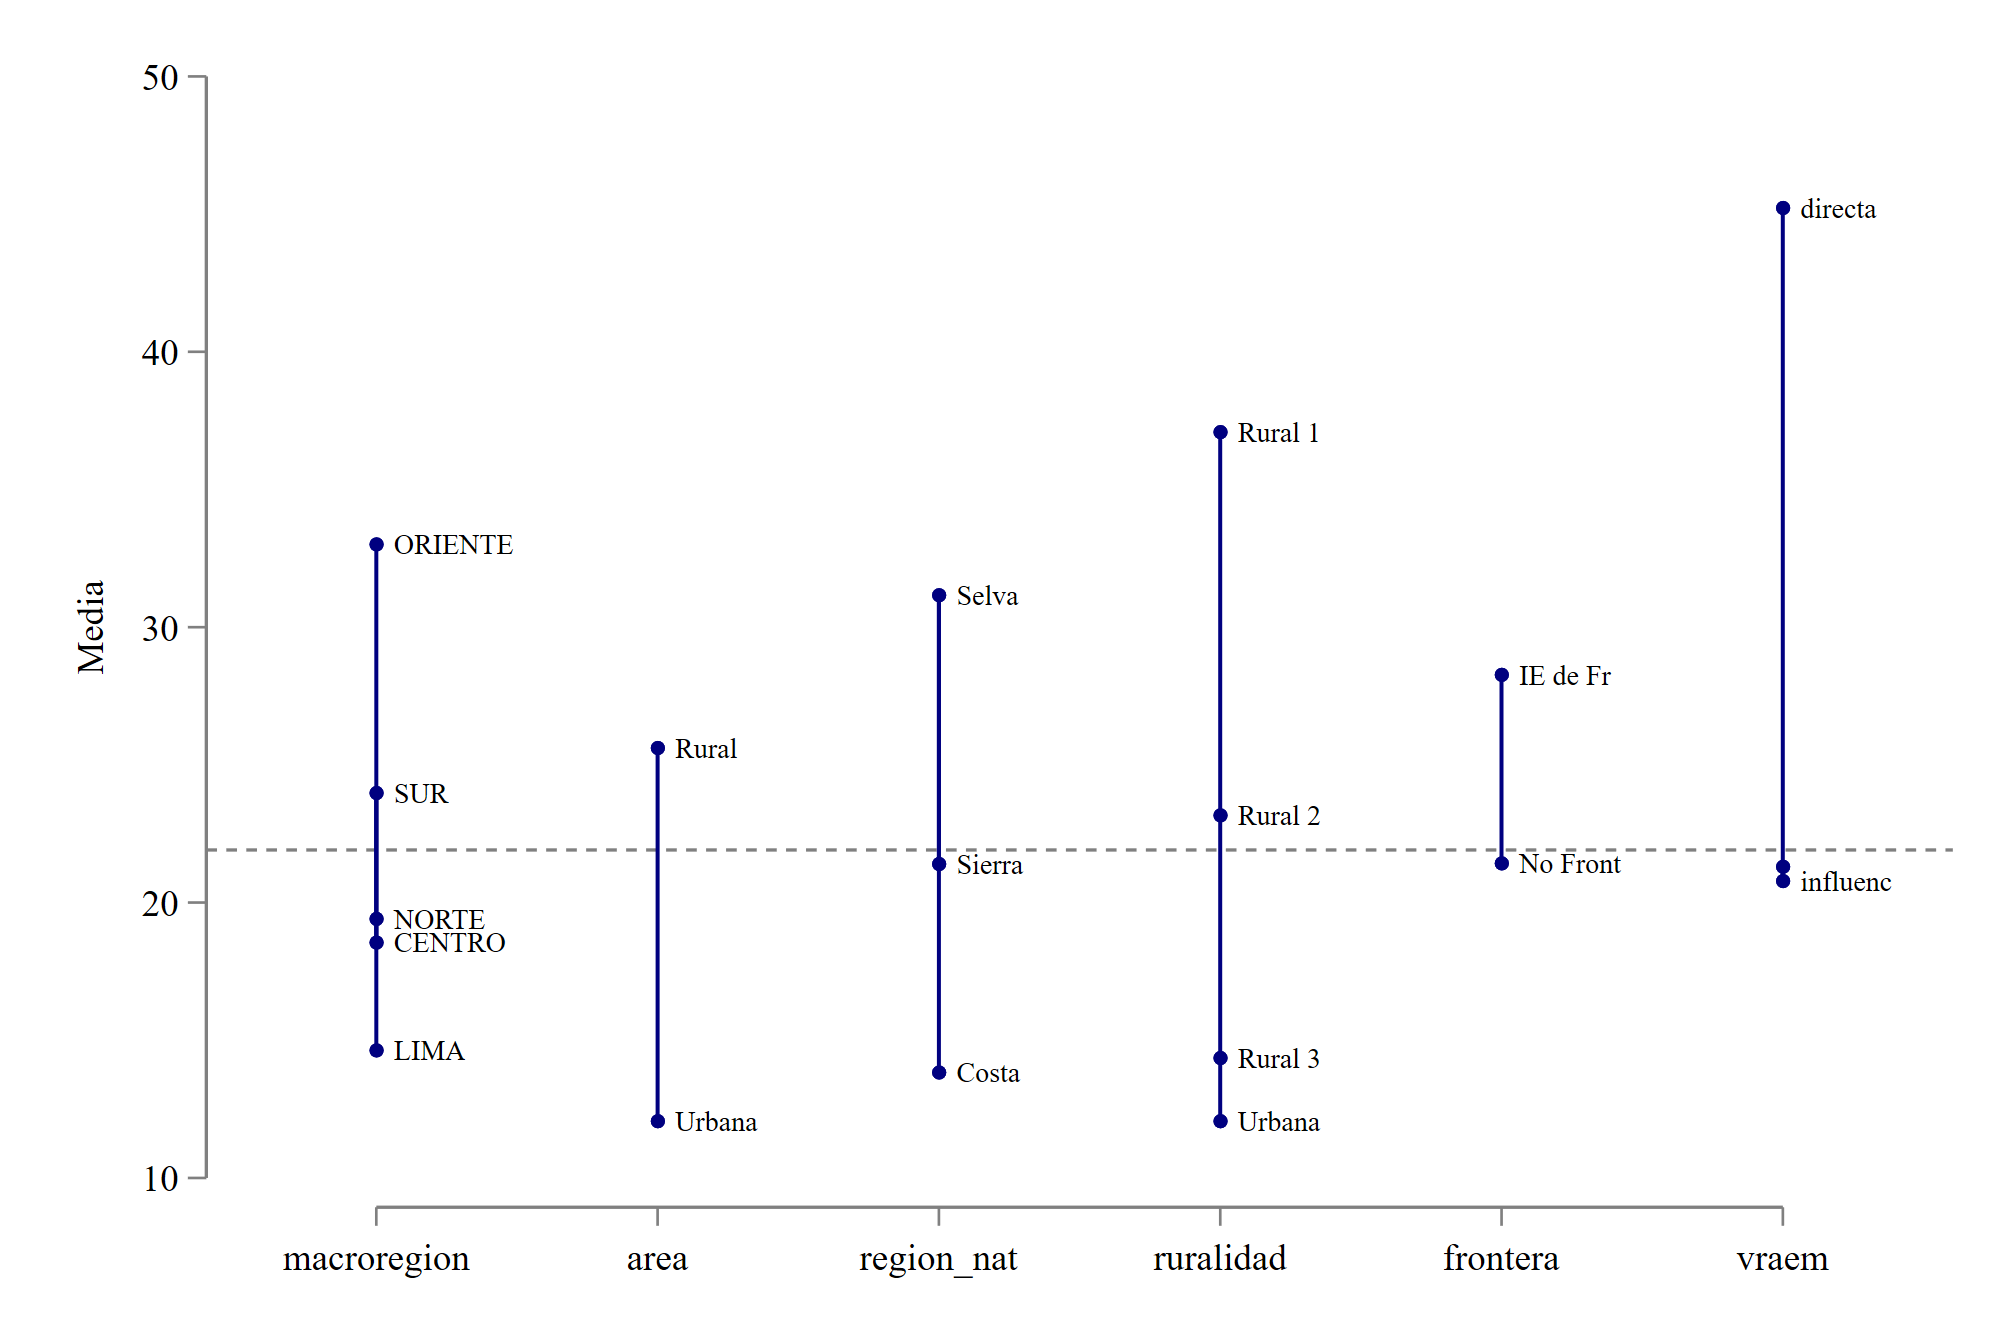 50
40
30
20
10
Media
ORIENTE
SUR
NORTE
CENTRO
LIMA
Rural
Urbana
Selva
Sierra
Costa
Rural 1
Rural 2
Rural 3
Urbana
IE de Fr
No Front
directa
influenc
macroregion
area
region_nat
ruralidad
frontera
vraem